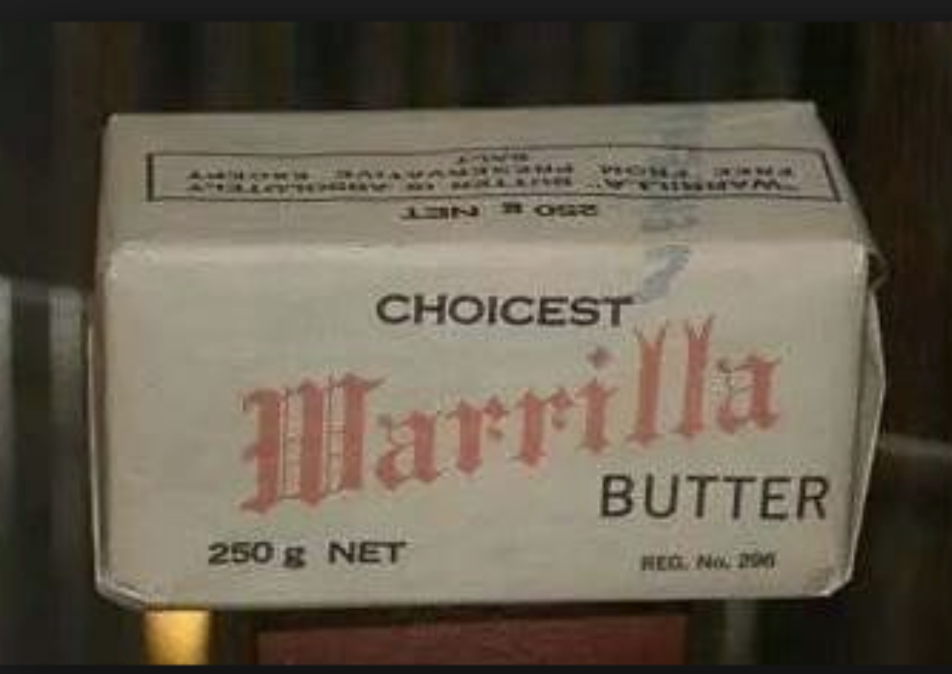 "WARRILLA" BUTTER IS ABSOLUTELY
FREE FROM PRESERVATIVE EXCEPT
SALT
250 g NET
CHOICEST
Warrilla
BUTTER
250 g NET
REG. No. 296